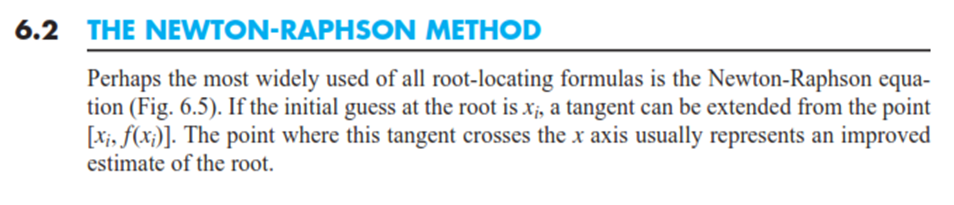 6.2 THE NEWTON-RAPHSON METHOD
Perhaps the most widely used of all root-locating formulas is the Newton-Raphson equa-
tion (Fig. 6.5). If the initial guess at the root is xᵢ, a tangent can be extended from the point
[xᵢ, f(xᵢ)]. The point where this tangent crosses the x axis usually represents an improved
estimate of the root.